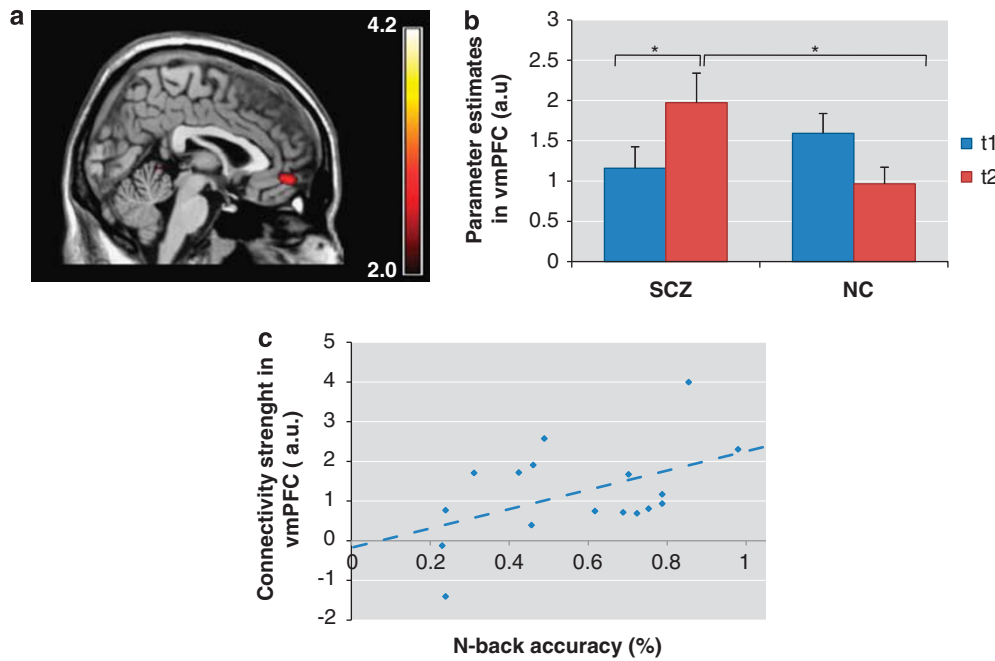 a
4.2
2.0
b
Parameter estimates
in vmPFC (a.u)
3
2.5
2
1.5
1
0.5
0
*
*
SCZ
NC
t1
t2
c
Connectivity strenght in
vmPFC ( a.u.)
5
4
3
2
1
0
-1
-2
0
0.2
0.4
0.6
0.8
1
N-back accuracy (%)